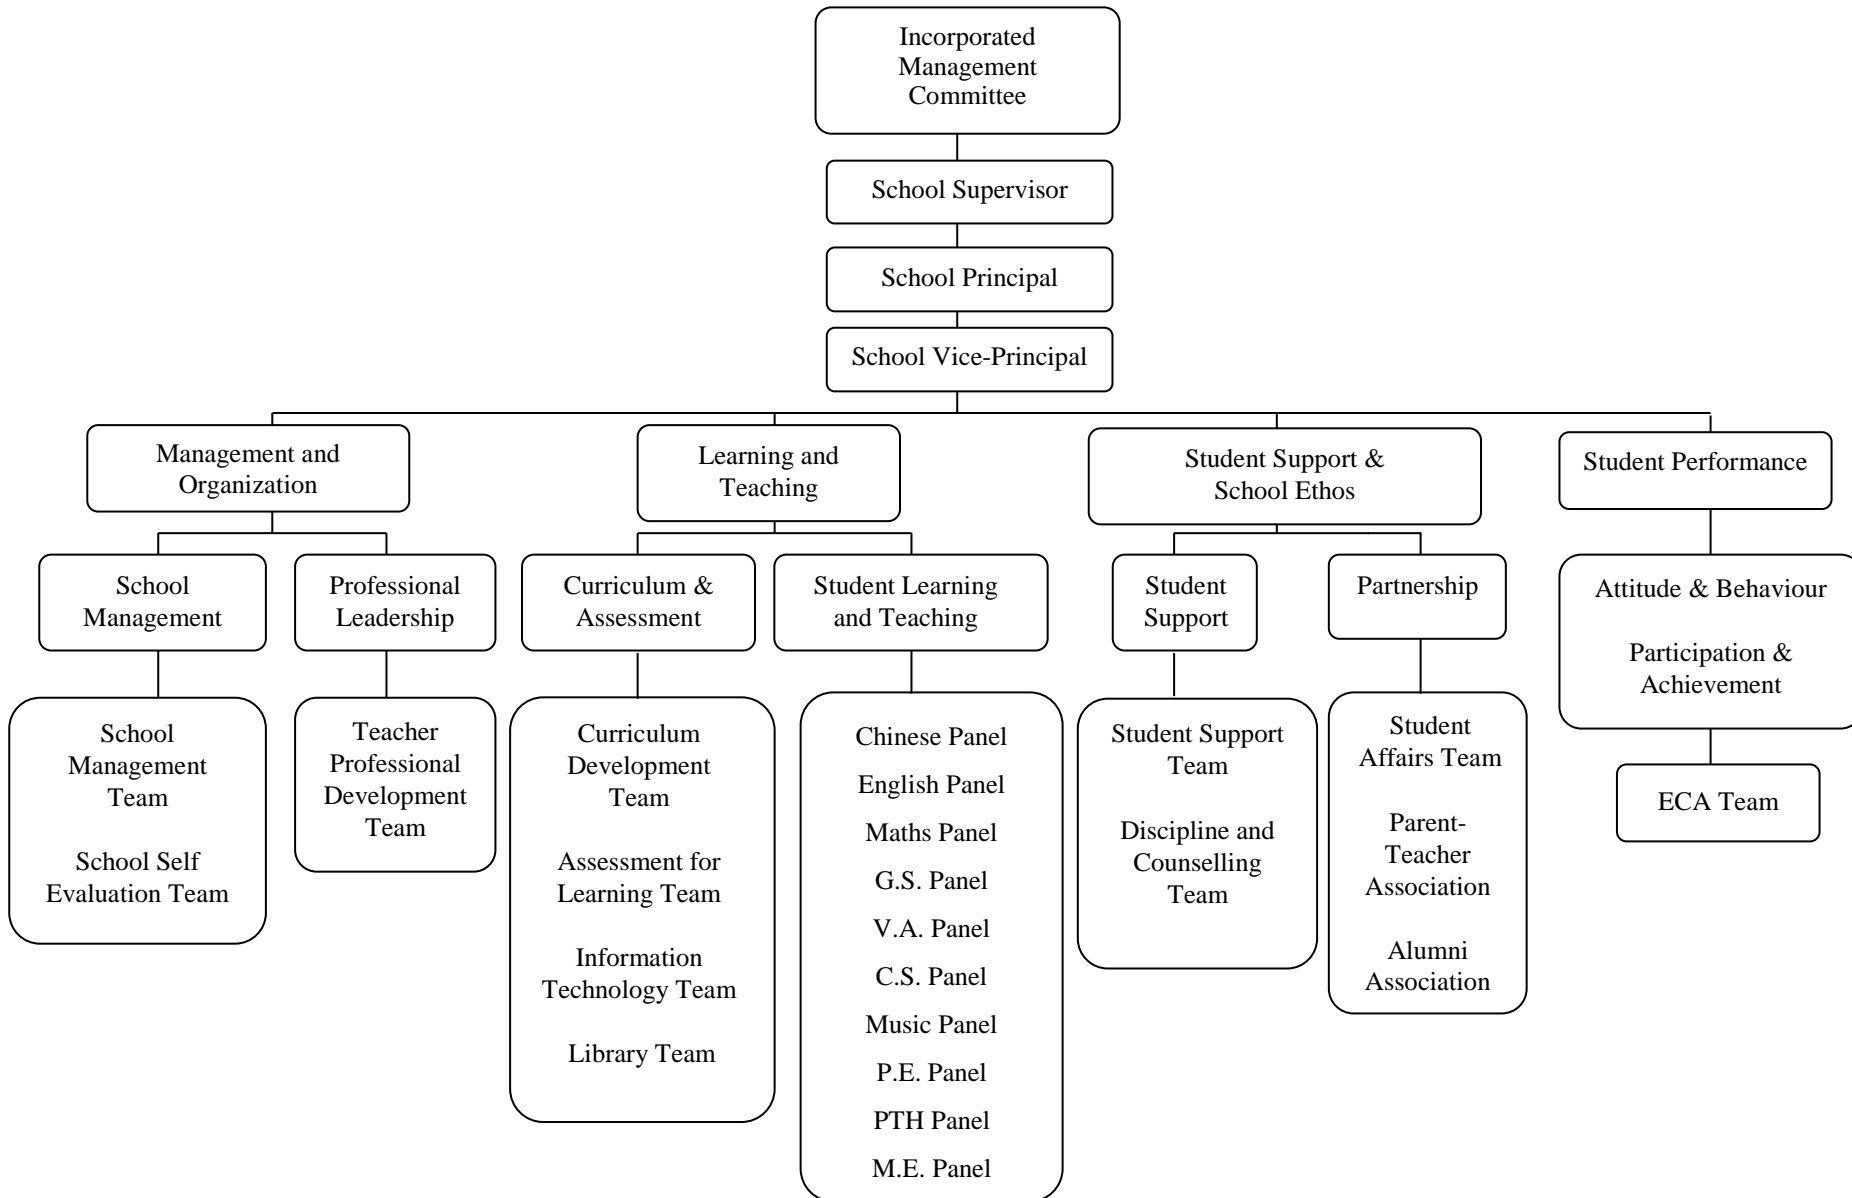 Incorporated
Management
Committee
School Supervisor
School Principal
School Vice-Principal
Management and
Organization
Learning and
Teaching
Student Support &
School Ethos
Student Performance
School
Management
Professional
Leadership
Curriculum &
Assessment
Student Learning
and Teaching
Student
Support
Partnership
Attitude & Behaviour
Participation &
Achievement
School
Management
Team
School Self
Evaluation Team
Teacher
Professional
Development
Team
Curriculum
Development
Team
Assessment for
Learning Team
Information
Technology Team
Library Team
Chinese Panel
English Panel
Maths Panel
G.S. Panel
V.A. Panel
C.S. Panel
Music Panel
P.E. Panel
PTH Panel
M.E. Panel
Student Support
Team
Discipline and
Counselling
Team
Student
Affairs Team
Parent-
Teacher
Association
Alumni
Association
ECA Team